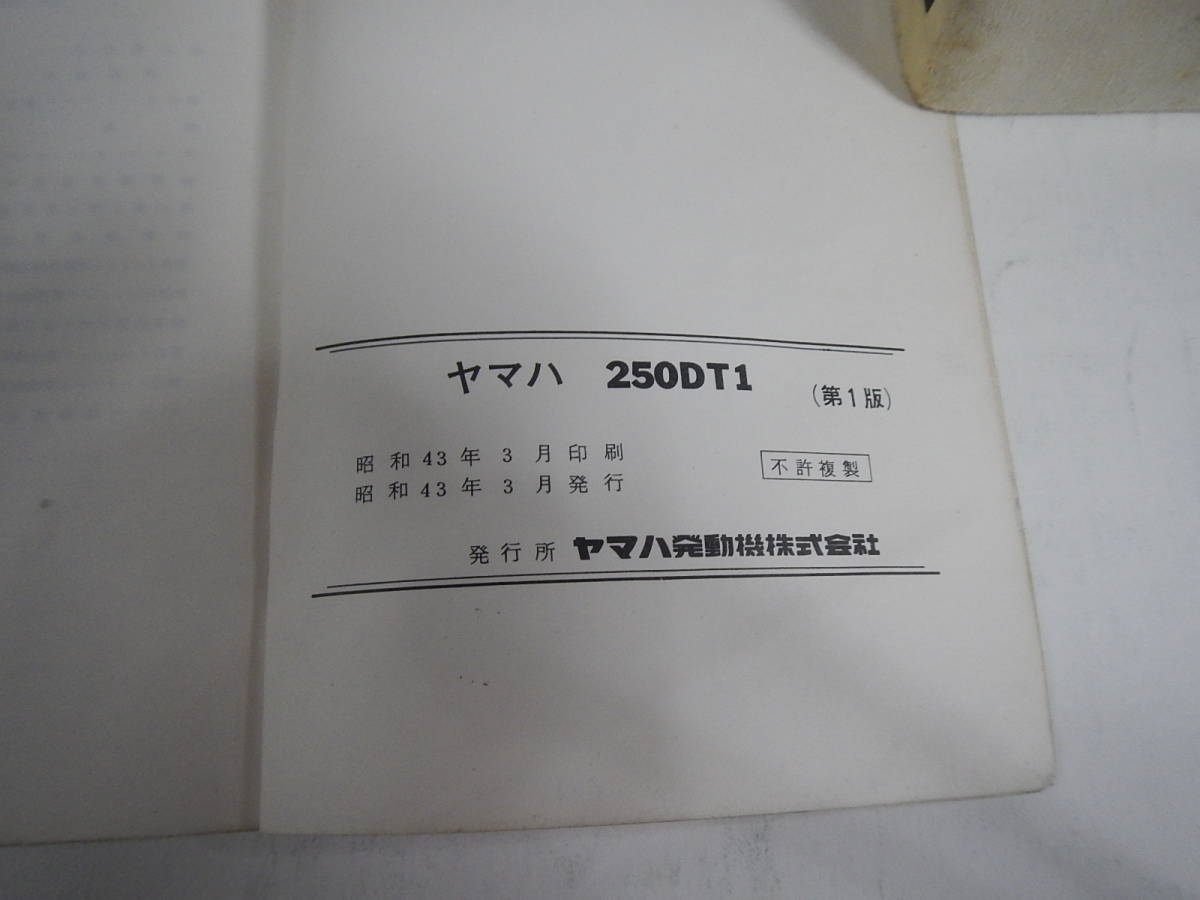 ヤマハ 250DT1
(第1版)
昭和43年3月印刷
昭和43年3月発行
不許複製
発行所 ヤマハ発動機株式会社